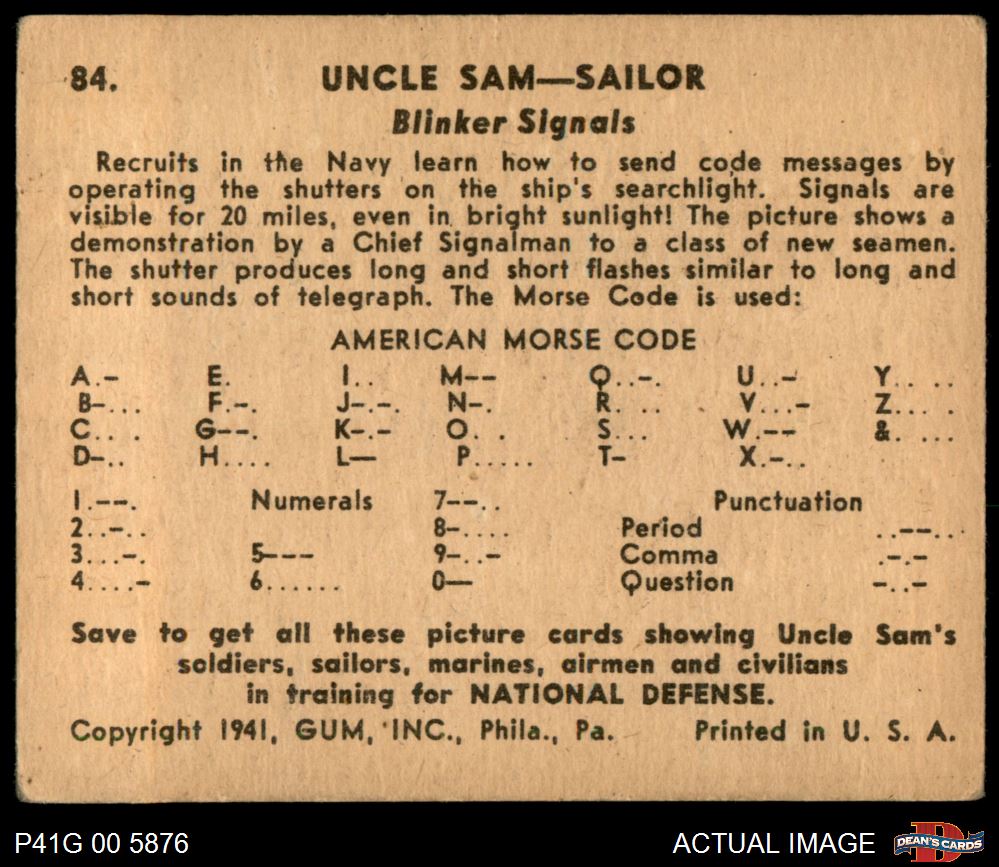 84. UNCLE SAM—SAILOR
Blinker Signals
Recruits in the Navy learn how to send code messages by
operating the shutters on the ship's searchlight. Signals are
visible for 20 miles, even in bright sunlight! The picture shows a
demonstration by a Chief Signalman to a class of new seamen.
The shutter produces long and short flashes similar to long and
short sounds of telegraph. The Morse Code is used:
AMERICAN MORSE CODE
A.- E. I.. M-- Q..-. U..- Y.. ..
B-... F.-. J-.-. N-. R. .. V...- Z... .
C.. . G--. K-.- O. . S... W.-- &. ...
D-.. H.... L— P..... T- X.-..
1.--. Numerals 7--.. Punctuation
2..-.. 8-.... Period ..--..
3...-. 5--- 9-..- Comma .-.-
4....- 6...... 0— Question -..-
Save to get all these picture cards showing Uncle Sam's
soldiers, sailors, marines, airmen and civilians
in training for NATIONAL DEFENSE.
Copyright 1941, GUM, INC., Phila., Pa. Printed in U. S. A.
P41G 00 5876 ACTUAL IMAGE D DEAN'S CARDS